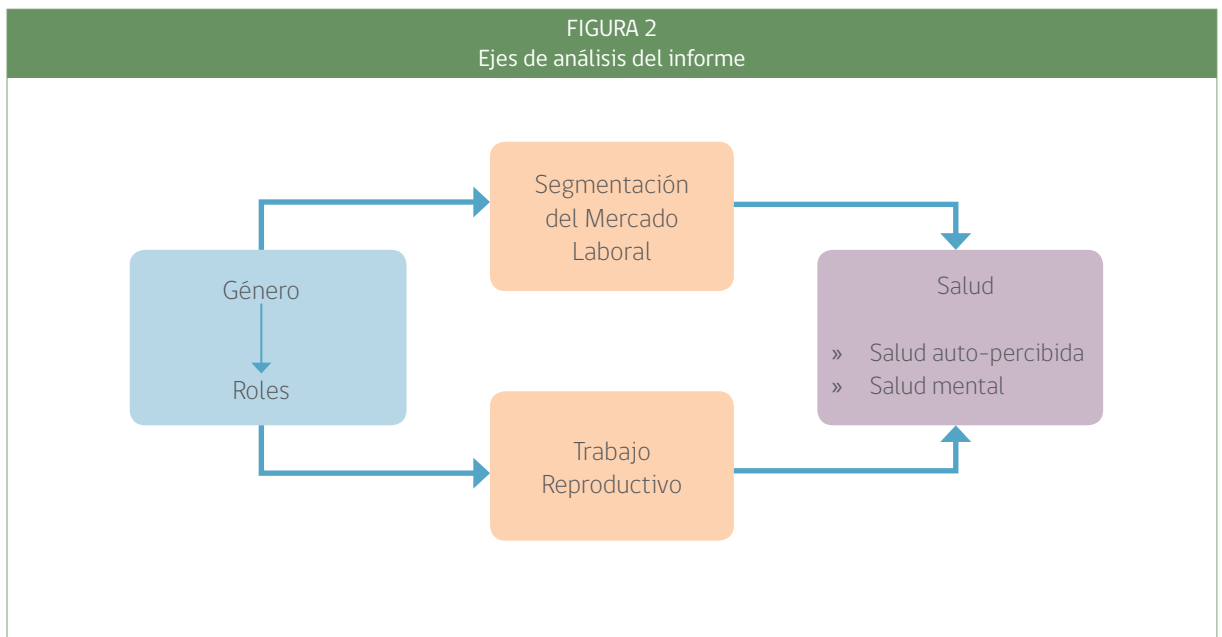 FIGURA 2
Ejes de análisis del informe
Segmentación
del Mercado
Laboral
Género
Roles
Salud
» Salud auto-percibida
» Salud mental
Trabajo
Reproductivo